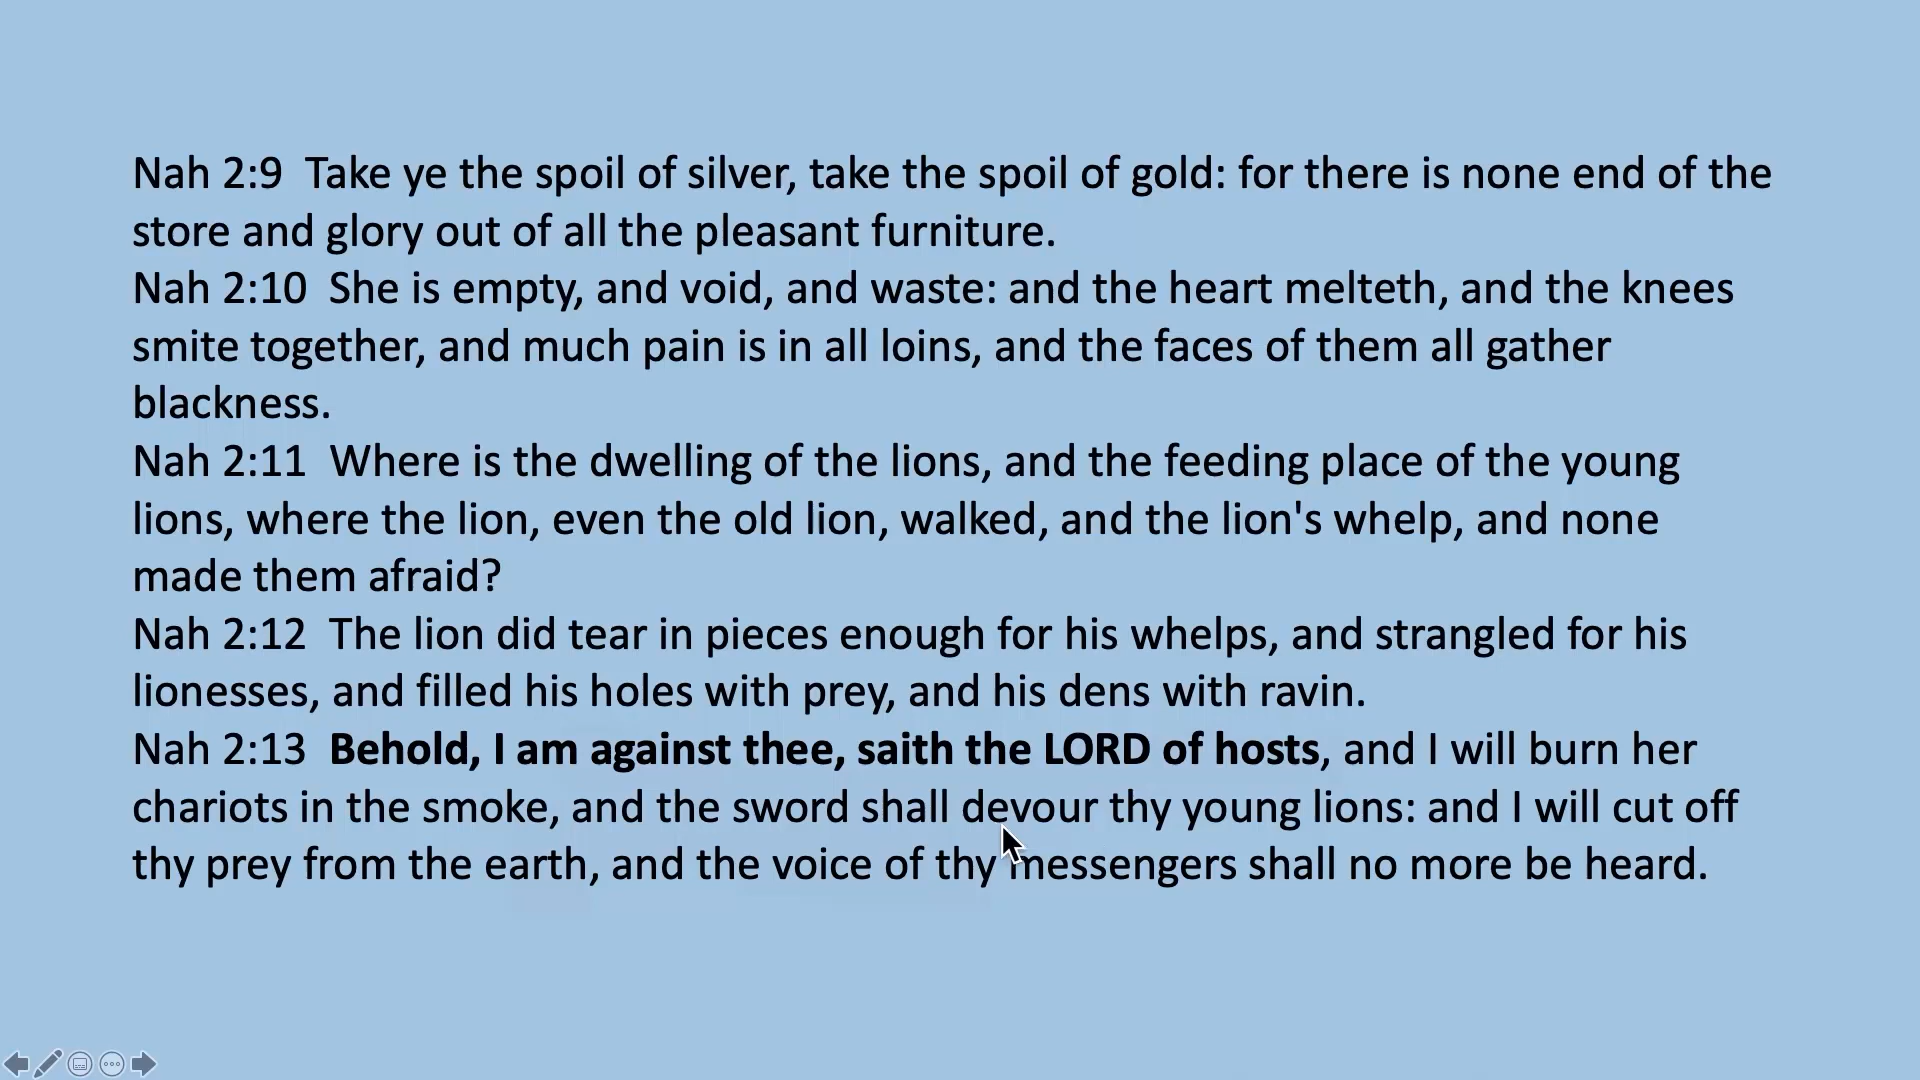 Nah 2:9  Take ye the spoil of silver, take the spoil of gold: for there is none end of the
store and glory out of all the pleasant furniture.
Nah 2:10  She is empty, and void, and waste: and the heart melteth, and the knees
smite together, and much pain is in all loins, and the faces of them all gather
blackness.
Nah 2:11  Where is the dwelling of the lions, and the feeding place of the young
lions, where the lion, even the old lion, walked, and the lion's whelp, and none
made them afraid?
Nah 2:12  The lion did tear in pieces enough for his whelps, and strangled for his
lionesses, and filled his holes with prey, and his dens with ravin.
Nah 2:13  Behold, I am against thee, saith the LORD of hosts, and I will burn her
chariots in the smoke, and the sword shall devour thy young lions: and I will cut off
thy prey from the earth, and the voice of thy messengers shall no more be heard.